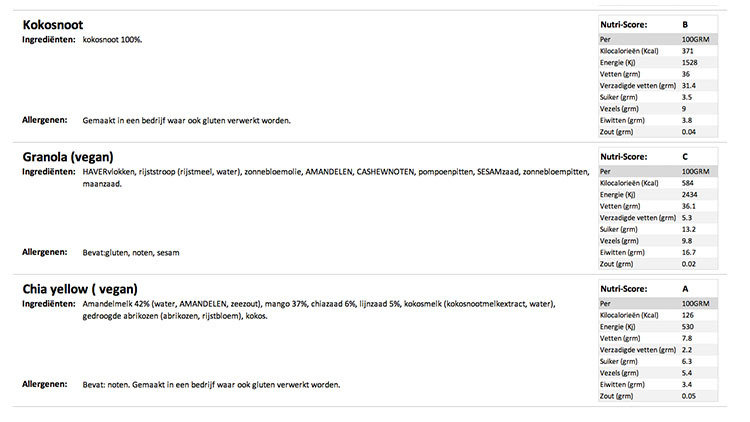 Kokosnoot
Ingrediënten: kokosnoot 100%.
Allergenen: Gemaakt in een bedrijf waar ook gluten verwerkt worden.
Nutri-Score: B
Per 100GRM
Kilocalorieën (Kcal) 371
Energie (Kj) 1528
Vetten (grm) 36
Verzadigde vetten (grm) 31.4
Suiker (grm) 3.5
Vezels (grm) 9
Eiwitten (grm) 3.8
Zout (grm) 0.04
Granola (vegan)
Ingrediënten: HAVERvlokken, rijststroop (rijstmeel, water), zonnebloemolie, AMANDELEN, CASHEWNOTEN, pompoenpitten, SESAMzaad, zonnebloempitten,
maanzaad.
Allergenen: Bevat:gluten, noten, sesam
Nutri-Score: C
Per 100GRM
Kilocalorieën (Kcal) 584
Energie (Kj) 2434
Vetten (grm) 36.1
Verzadigde vetten (grm) 5.3
Suiker (grm) 13.2
Vezels (grm) 9.8
Eiwitten (grm) 16.7
Zout (grm) 0.02
Chia yellow ( vegan)
Ingrediënten: Amandelmelk 42% (water, AMANDELEN, zeezout), mango 37%, chiazaad 6%, lijnzaad 5%, kokosmelk (kokosnootmelkextract, water),
gedroogde abrikozen (abrikozen, rijstbloem), kokos.
Allergenen: Bevat: noten. Gemaakt in een bedrijf waar ook gluten verwerkt worden.
Nutri-Score: A
Per 100GRM
Kilocalorieën (Kcal) 126
Energie (Kj) 530
Vetten (grm) 7.8
Verzadigde vetten (grm) 2.2
Suiker (grm) 6.3
Vezels (grm) 5.4
Eiwitten (grm) 3.4
Zout (grm) 0.05